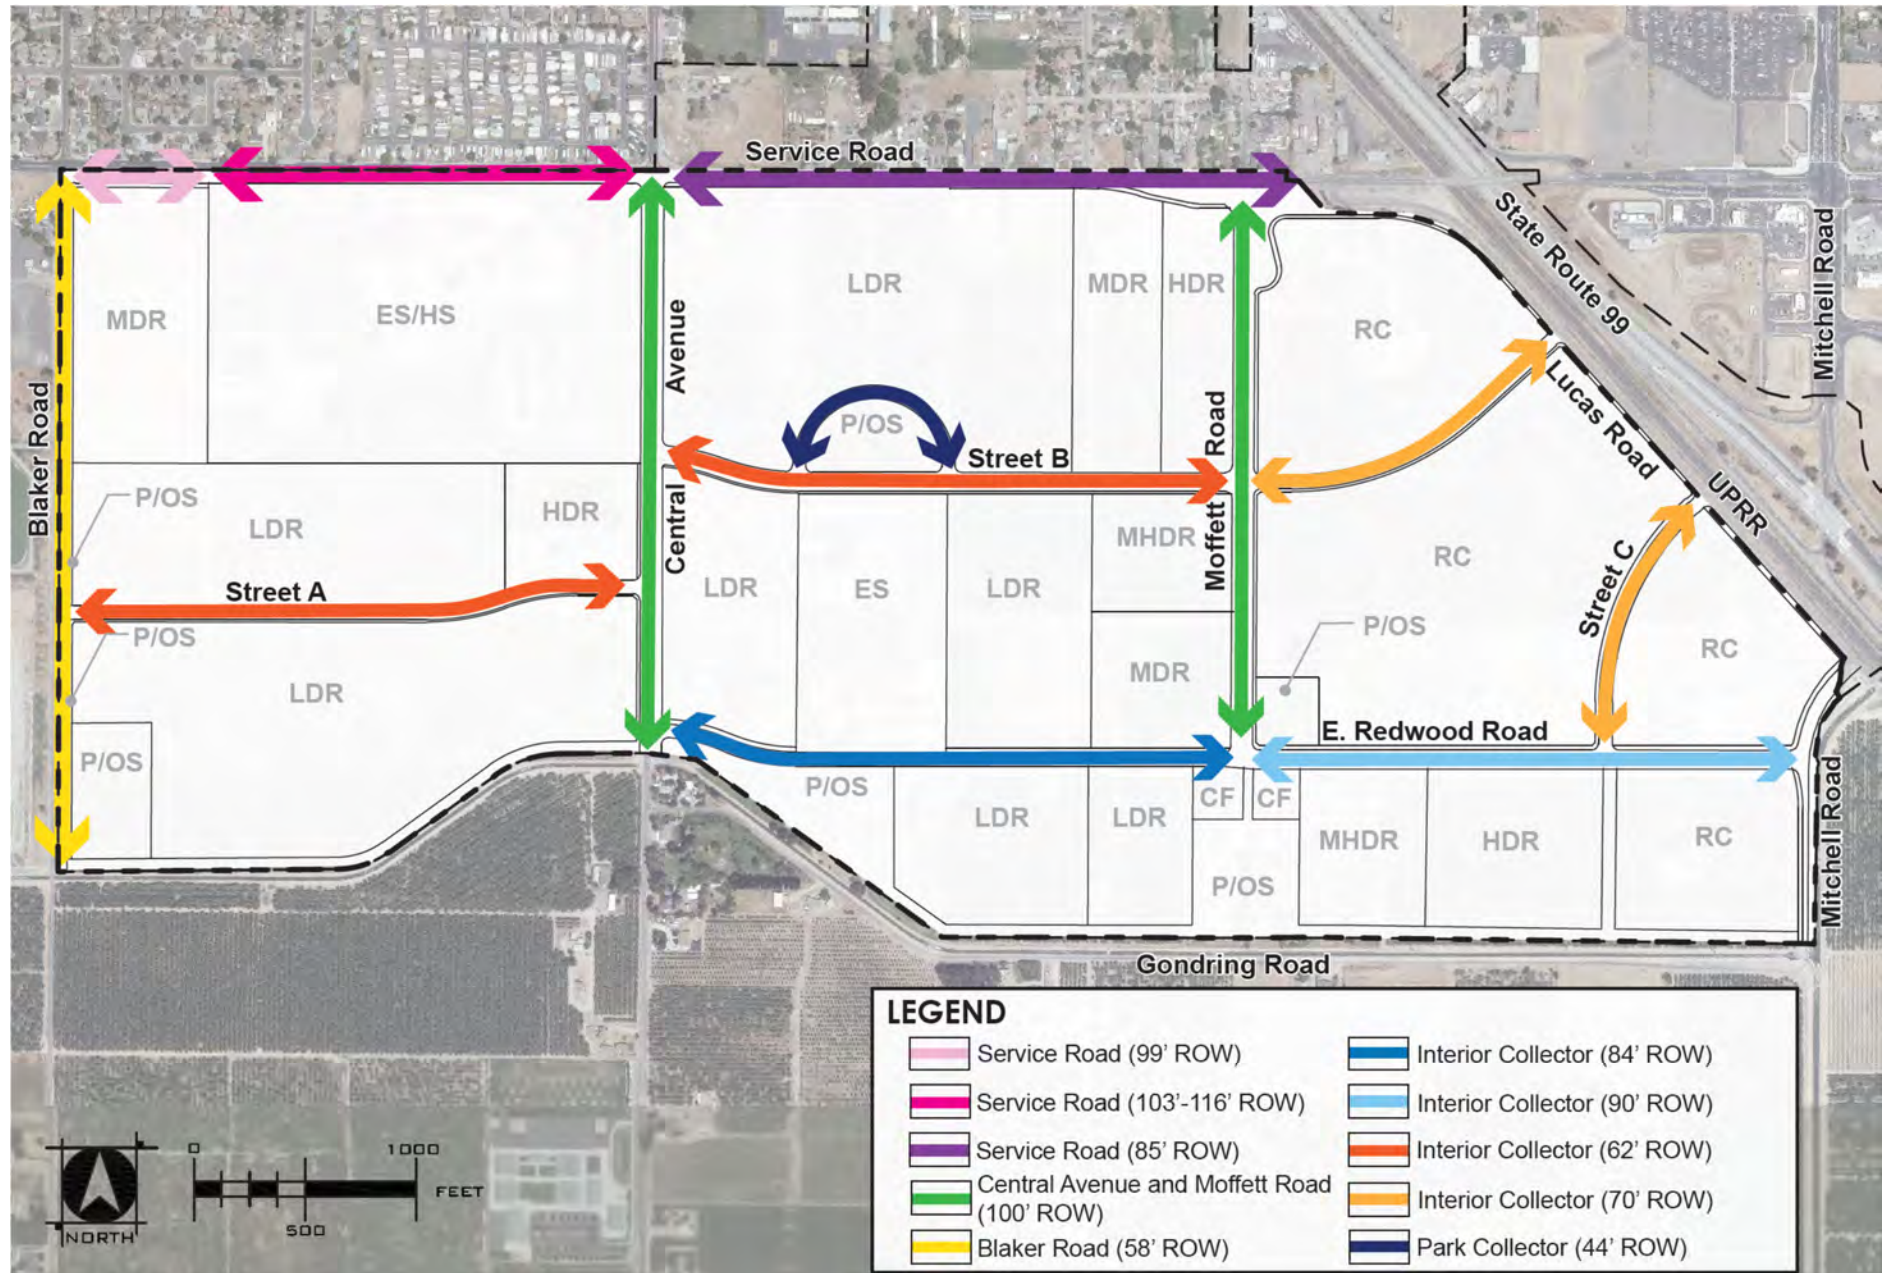 Service Road
State Route 99
Mitchell Road
MDR
ES/HS
Avenue
LDR
MDR
HDR
RC
Lucas Road
Blaker Road
P/OS
Street B
Road
UPRR
P/OS
LDR
HDR
Central
MHDR
Moffett
RC
Street C
Street A
LDR
ES
LDR
P/OS
P/OS
LDR
MDR
RC
E. Redwood Road
P/OS
P/OS
LDR
LDR
CF
CF
MHDR
HDR
RC
P/OS
Mitchell Road
Gondring Road
LEGEND
Service Road (99' ROW)
Service Road (103'-116' ROW)
Service Road (85' ROW)
Central Avenue and Moffett Road
(100' ROW)
Blaker Road (58' ROW)
Interior Collector (84' ROW)
Interior Collector (90' ROW)
Interior Collector (62' ROW)
Interior Collector (70' ROW)
Park Collector (44' ROW)
NORTH
0
1000
FEET
500